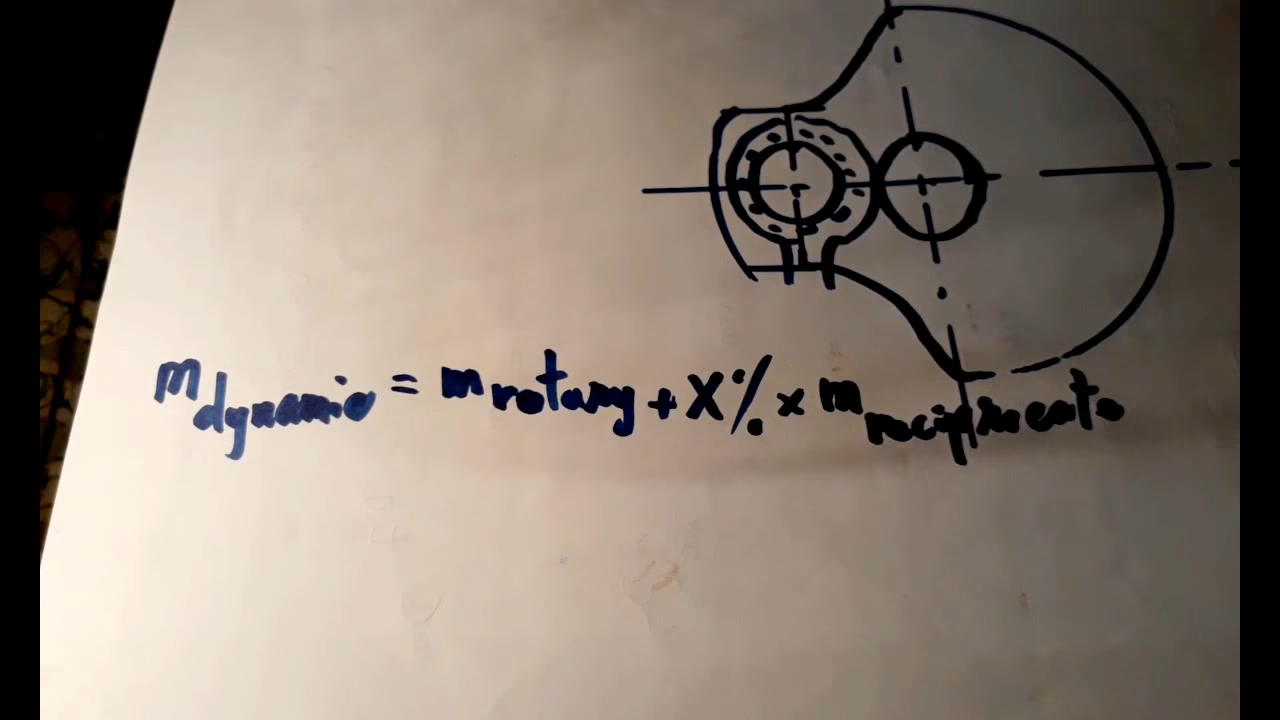 m dynamic = m rotary + X % × m reciprocate